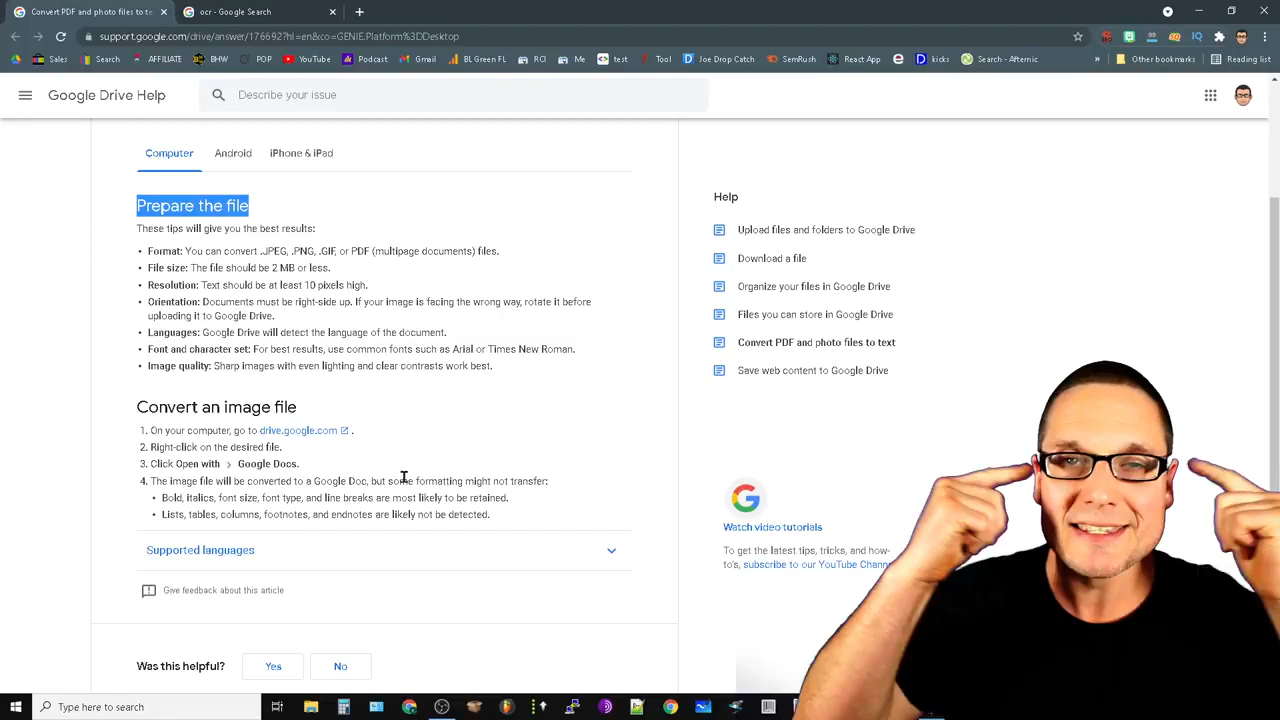 Convert PDF and photo files to te
ocr - Google Search
support.google.com/drive/answer/176692?hl=en&co=GENIE.Platform%3DDesktop
Sales
Search
AFFILIATE
POP
YouTube
Podcast
Gmail
BL Green FL
RCI
Me
test
Tool
Joe Drop Catch
SemRush
React App
kicks
Search - Afternic
»
Other bookmarks
Reading list
Google Drive Help
Describe your issue
Computer
Android
iPhone & iPad
Prepare the file
These tips will give you the best results:
• Format: You can convert .JPEG, .PNG, .GIF, or PDF (multipage documents) files.
• File size: The file should be 2 MB or less.
• Resolution: Text should be at least 10 pixels high.
• Orientation: Documents must be right-side up. If your image is facing the wrong way, rotate it before
uploading it to Google Drive.
• Languages: Google Drive will detect the language of the document.
• Font and character set: For best results, use common fonts such as Arial or Times New Roman.
• Image quality: Sharp images with even lighting and clear contrasts work best.
Convert an image file
1. On your computer, go to drive.google.com .
2. Right-click on the desired file.
3. Click Open with > Google Docs.
4. The image file will be converted to a Google Doc, but some formatting might not transfer:
• Bold, italics, font size, font type, and line breaks are most likely to be retained.
• Lists, tables, columns, footnotes, and endnotes are likely not be detected.
Supported languages
Give feedback about this article
Was this helpful?
Yes
No
Help
Upload files and folders to Google Drive
Download a file
Organize your files in Google Drive
Files you can store in Google Drive
Convert PDF and photo files to text
Save web content to Google Drive
Watch video tutorials
To get the latest tips, tricks, and how-
to's, subscribe to our YouTube Chann
Type here to search